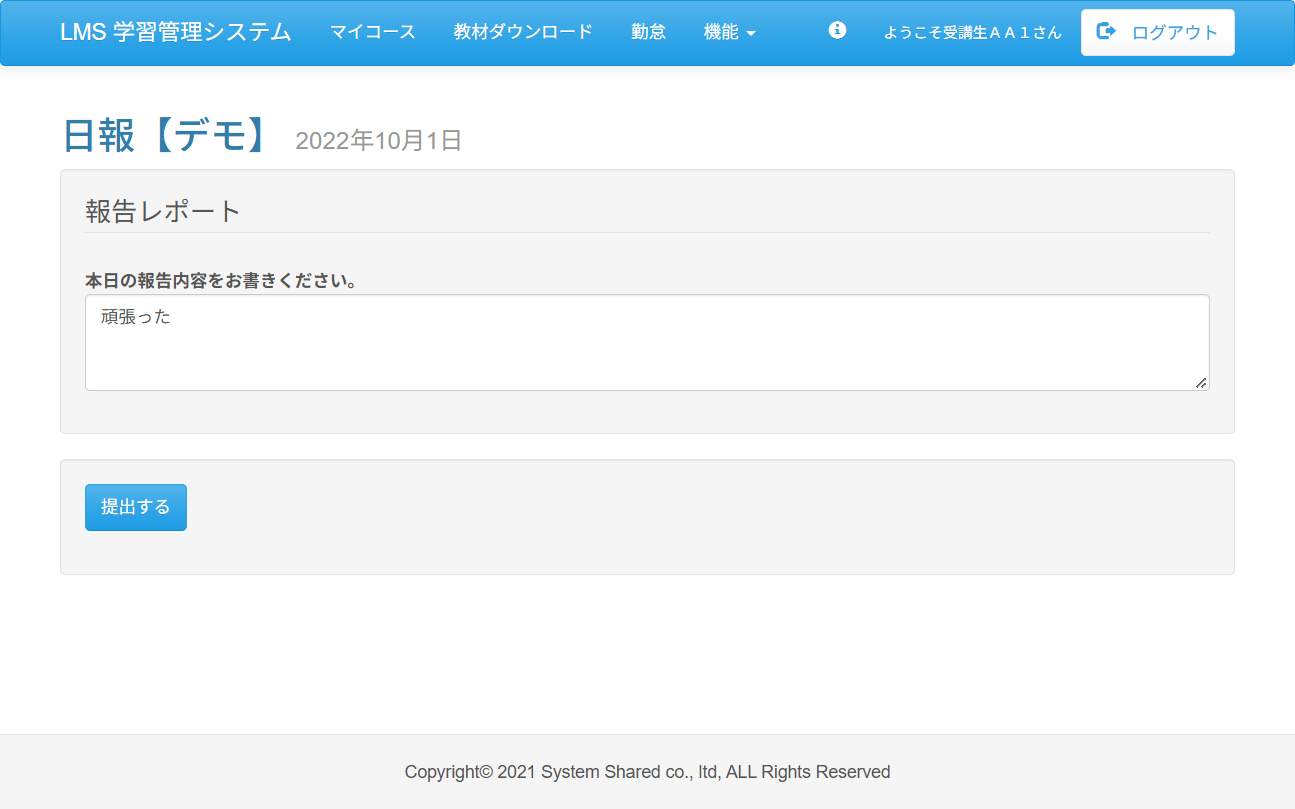 LMS 学習管理システム マイコース 教材ダウンロード 勤怠 機能 ようこそ受講生ＡＡ１さん ログアウト
日報【デモ】 2022年10月1日
報告レポート
本日の報告内容をお書きください。
頑張った
提出する
Copyright© 2021 System Shared co., ltd, ALL Rights Reserved